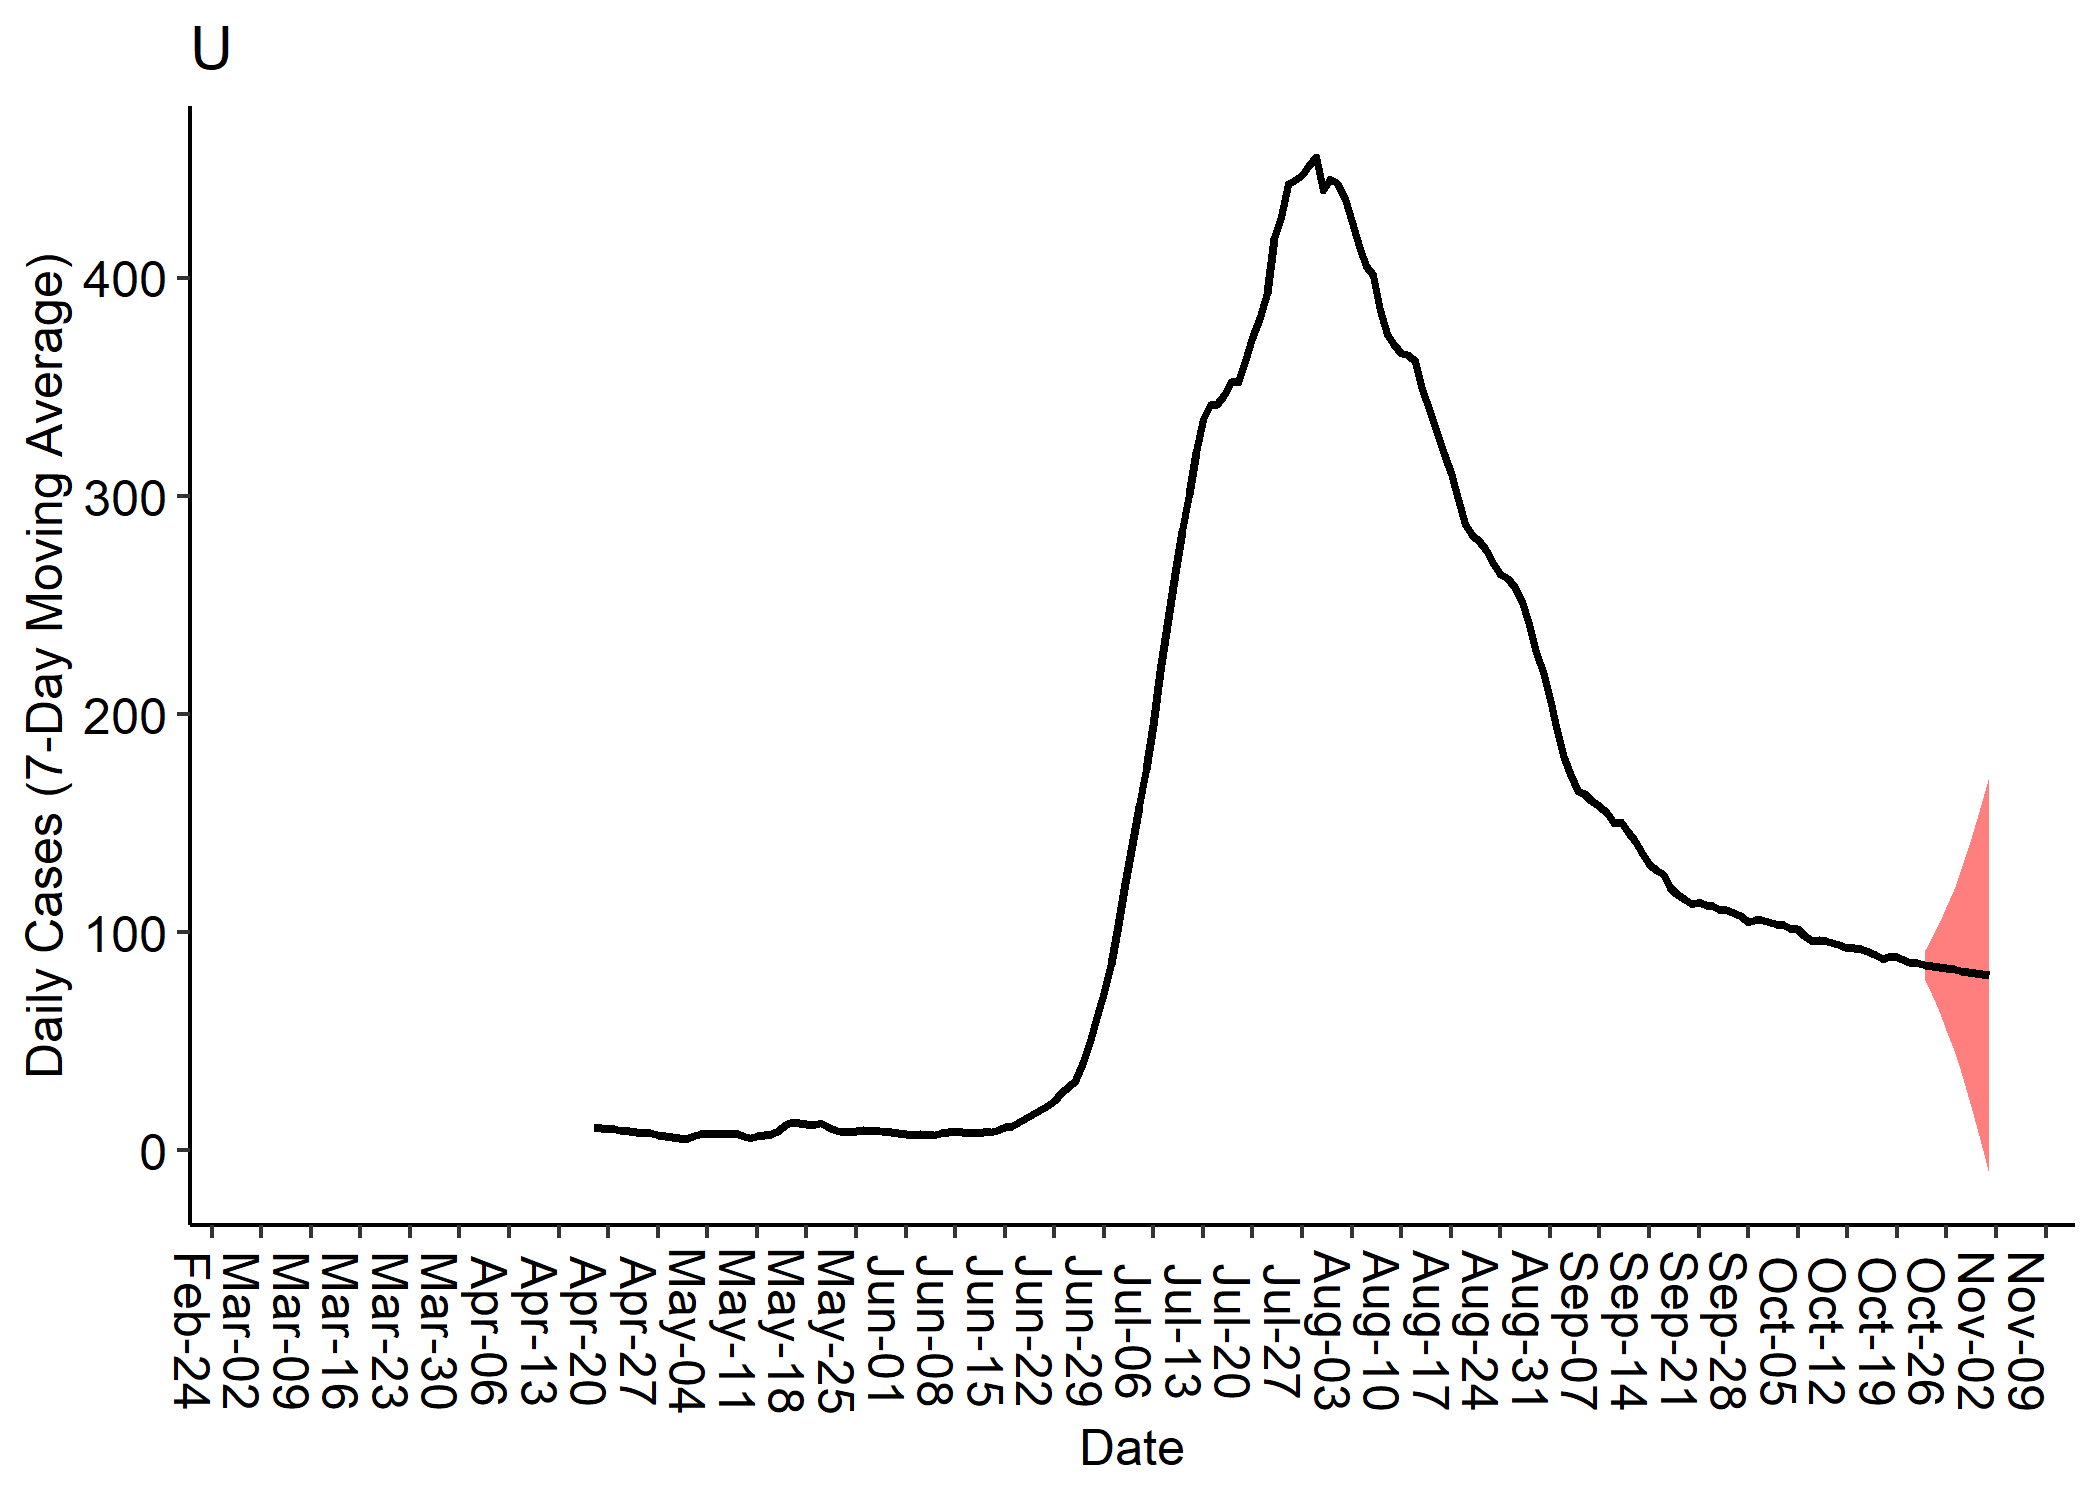 U
Daily Cases (7-Day Moving Average)
400
300
200
100
0
Feb-24
Mar-02
Mar-09
Mar-16
Mar-23
Mar-30
Apr-06
Apr-13
Apr-20
Apr-27
May-04
May-11
May-18
May-25
Jun-01
Jun-08
Jun-15
Jun-22
Jun-29
Jul-06
Jul-13
Jul-20
Jul-27
Aug-03
Aug-10
Aug-17
Aug-24
Aug-31
Sep-07
Sep-14
Sep-21
Sep-28
Oct-05
Oct-12
Oct-19
Oct-26
Nov-02
Nov-09
Date